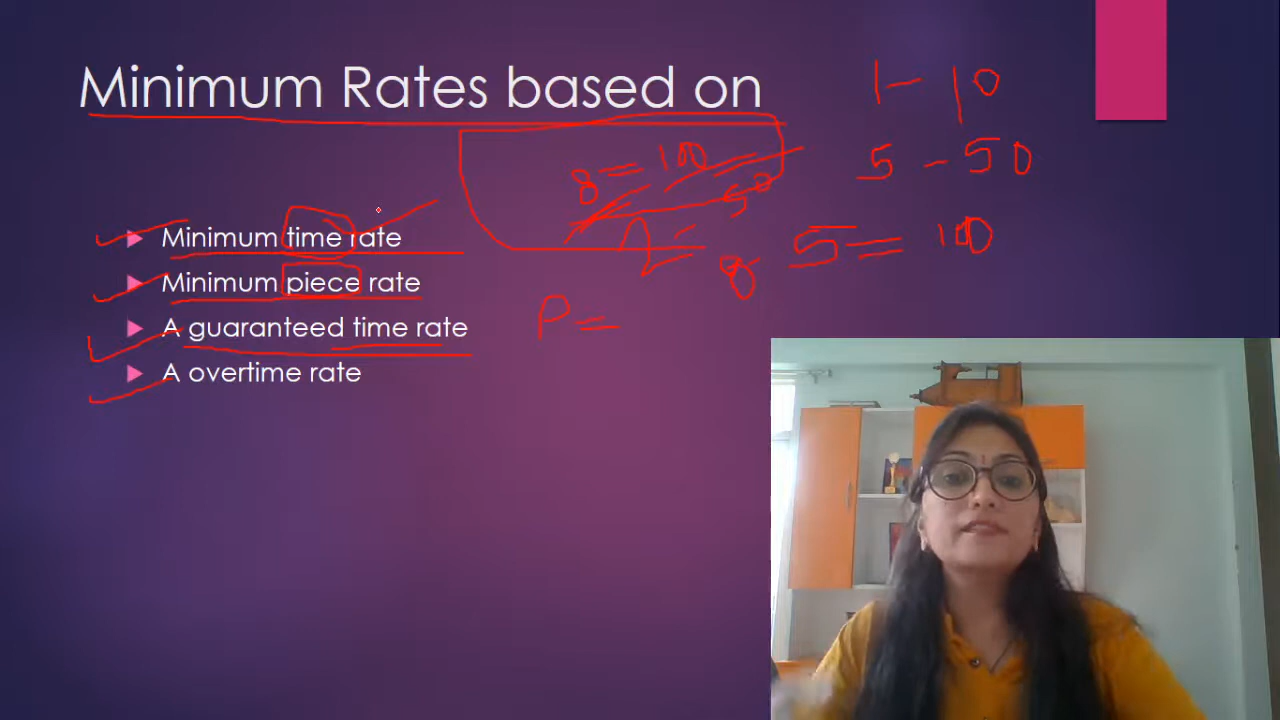 Minimum Rates based on
1 - 10
8 = 100
5 - 50
50
Minimum time rate
5 = 100
8
Minimum piece rate
P =
A guaranteed time rate
A overtime rate